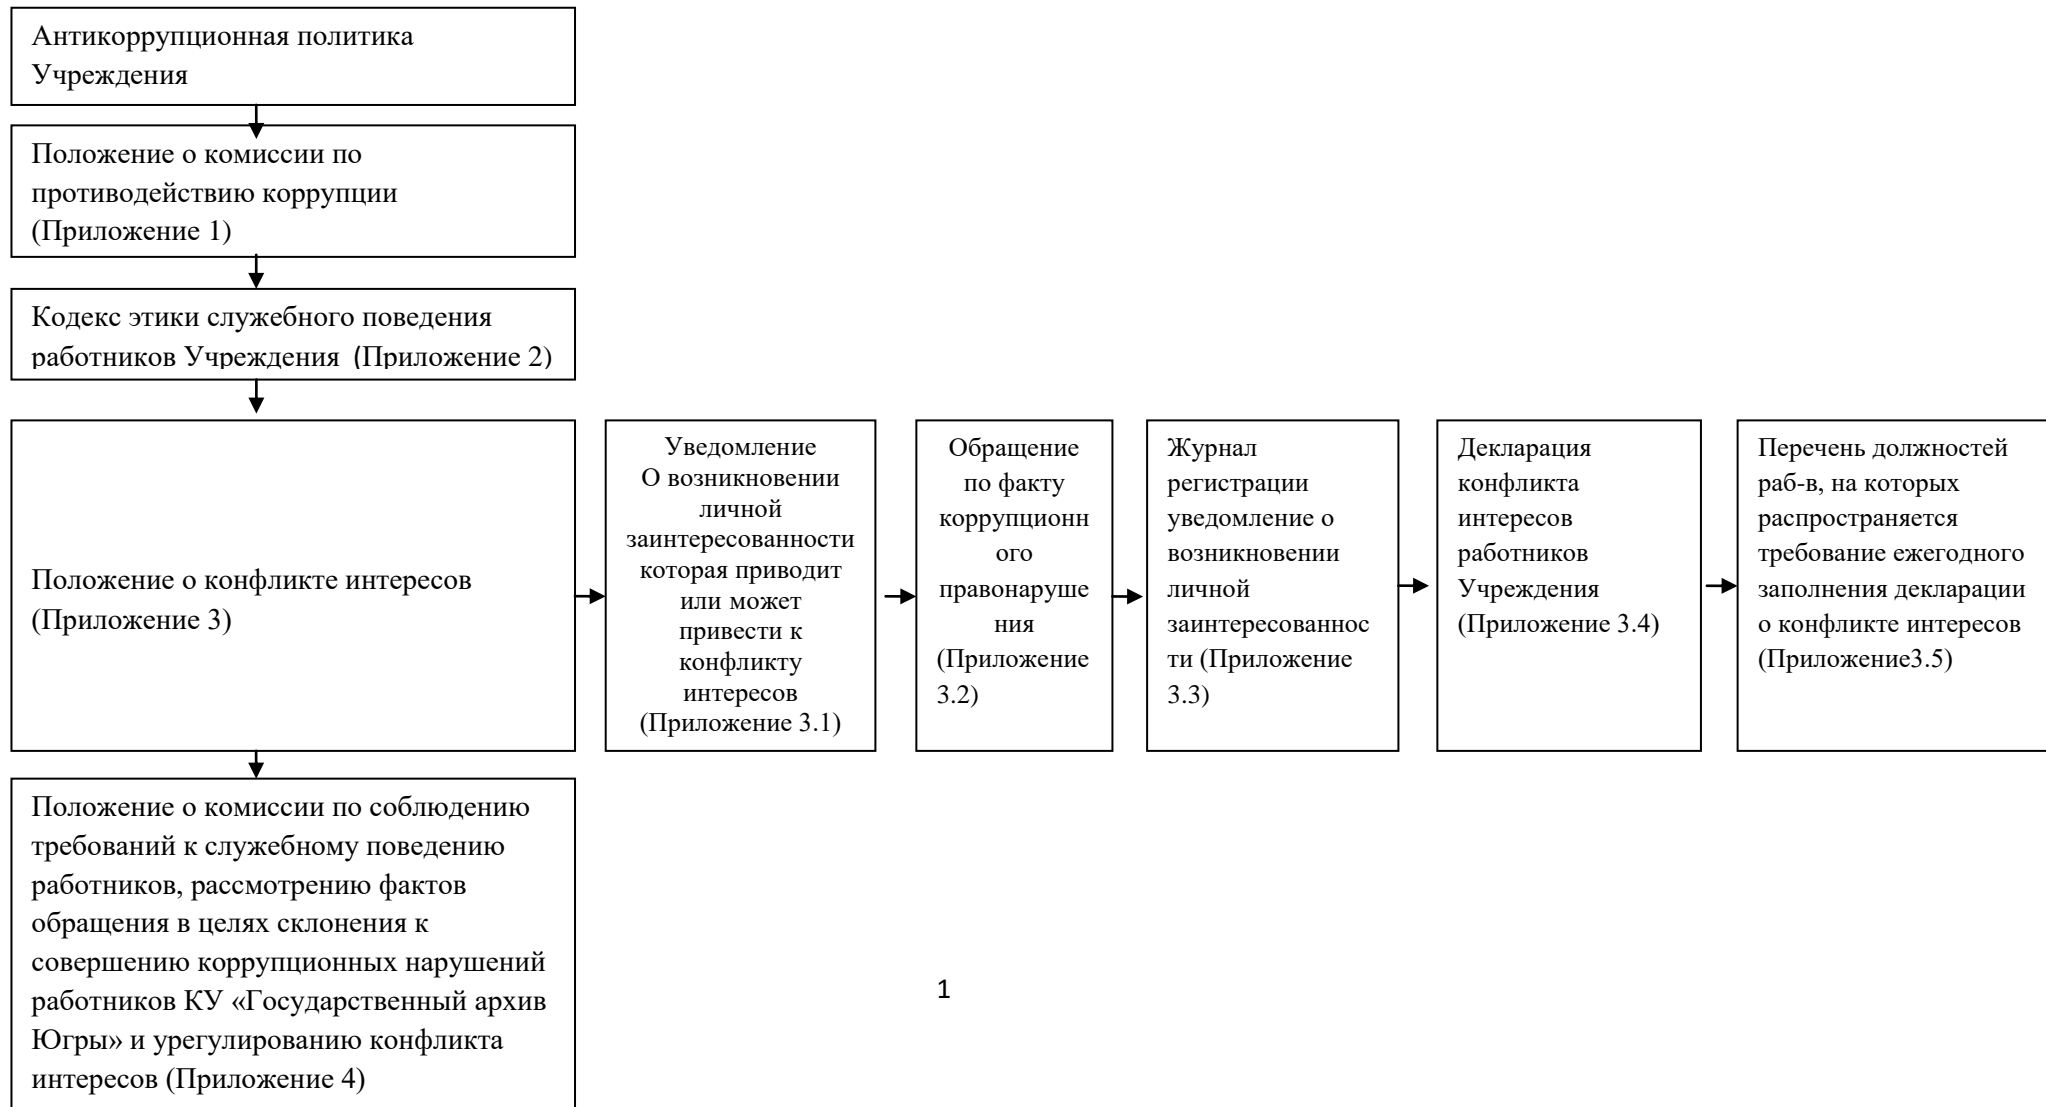 Антикоррупционная политика
Учреждения
Положение о комиссии по
противодействию коррупции
(Приложение 1)
Кодекс этики служебного поведения
работников Учреждения (Приложение 2)
Положение о конфликте интересов
(Приложение 3)
Уведомление
О возникновении
личной
заинтересованности
которая приводит
или может
привести к
конфликту
интересов
(Приложение 3.1)
Обращение
по факту
коррупционн
ого
правонаруше
ния
(Приложение
3.2)
Журнал
регистрации
уведомление о
возникновении
личной
заинтересованнос
ти (Приложение
3.3)
Декларация
конфликта
интересов
работников
Учреждения
(Приложение 3.4)
Перечень должностей
раб-в, на которых
распространяется
требование ежегодного
заполнения декларации
о конфликте интересов
(Приложение3.5)
Положение о комиссии по соблюдению
требований к служебному поведению
работников, рассмотрению фактов
обращения в целях склонения к
совершению коррупционных нарушений
работников КУ «Государственный архив
Югры» и урегулированию конфликта
интересов (Приложение 4)
1